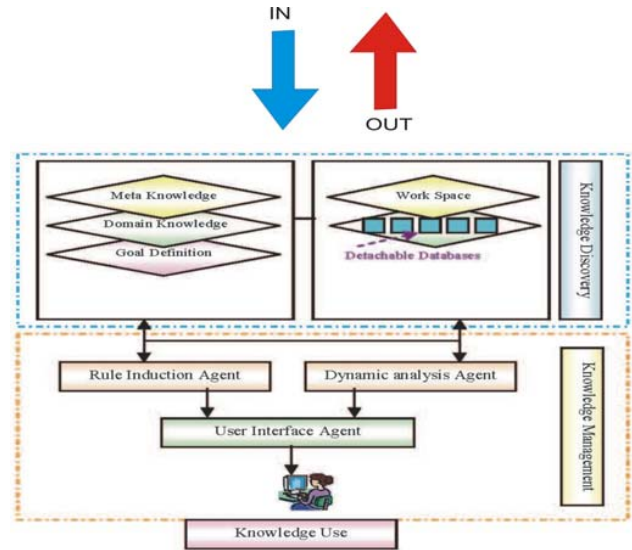 IN
OUT
Meta Knowledge
Domain Knowledge
Goal Definition
Work Space
Detachable Databases
Knowledge Discovery
Rule Induction Agent
Dynamic analysis Agent
User Interface Agent
Knowledge Management
Knowledge Use